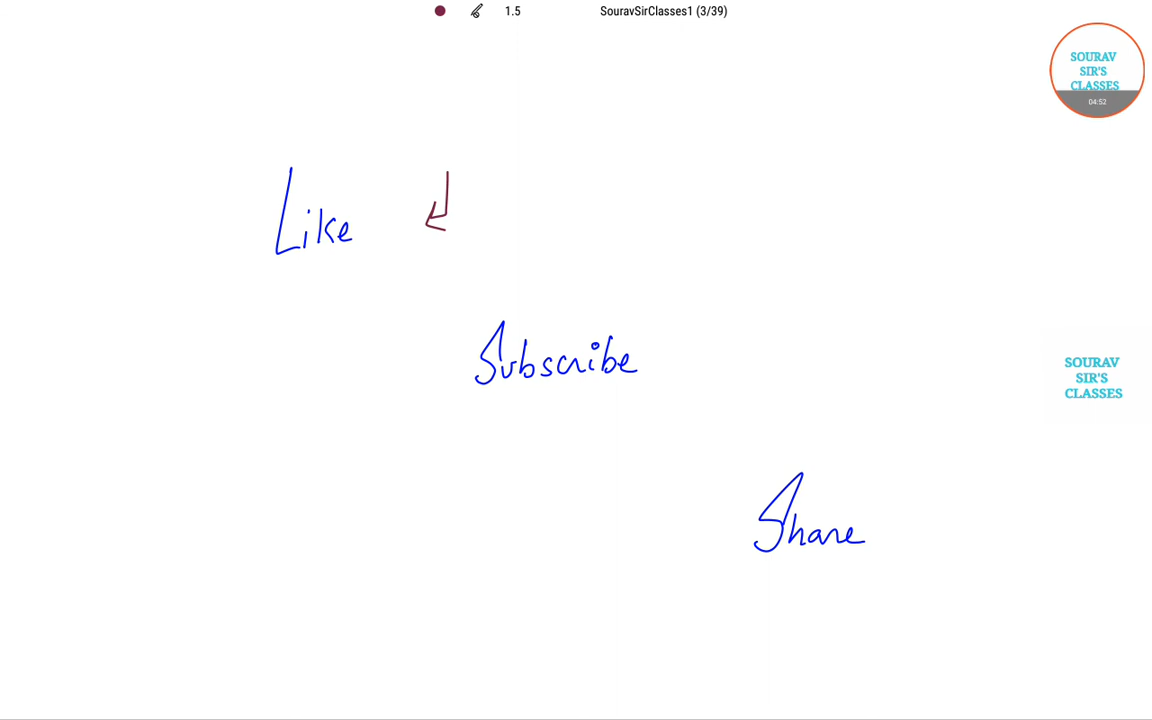 1.5 SouravSirClasses1 (3/39)
SOURAV
SIR'S
CLASSES
04:52
Like
Subscribe
SOURAV
SIR'S
CLASSES
Share